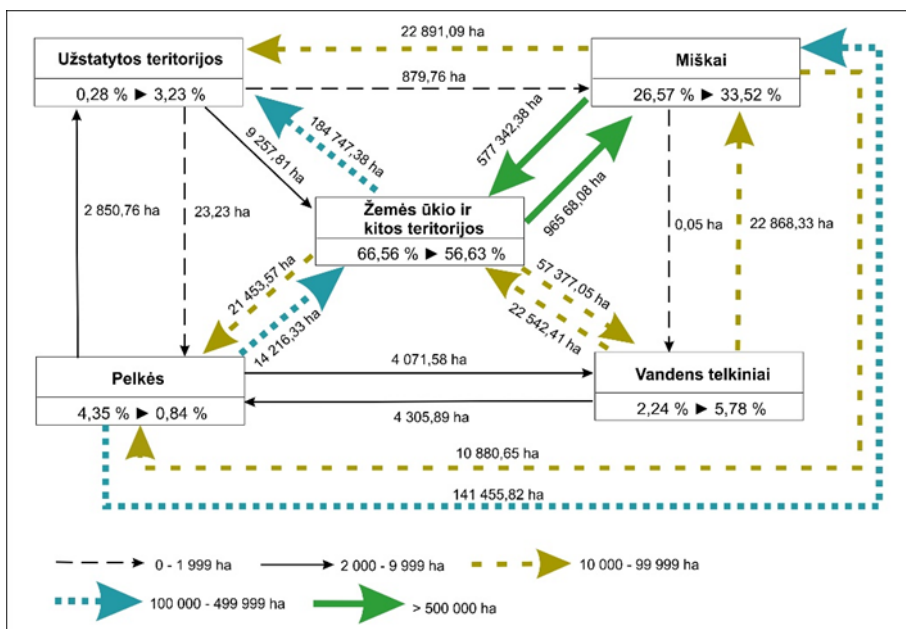 22 891,09 ha
Užstatytos teritorijos
0,28 % ► 3,23 %
879,76 ha
Miškai
26,57 % ► 33,52 %
184 747,38 ha
577 342,38 ha
9 257,81 ha
2 850,76 ha
23,23 ha
Žemės ūkio ir
kitos teritorijos
66,56 % ► 56,63 %
965 68,08 ha
0,05 ha
22 868,33 ha
21 453,57 ha
14 216,33 ha
57 377,05 ha
22 542,41 ha
4 071,58 ha
Pelkės
4,35 % ► 0,84 %
Vandens telkiniai
2,24 % ► 5,78 %
4 305,89 ha
10 880,65 ha
141 455,82 ha
0 - 1 999 ha
2 000 - 9 999 ha
10 000 - 99 999 ha
100 000 - 499 999 ha
> 500 000 ha